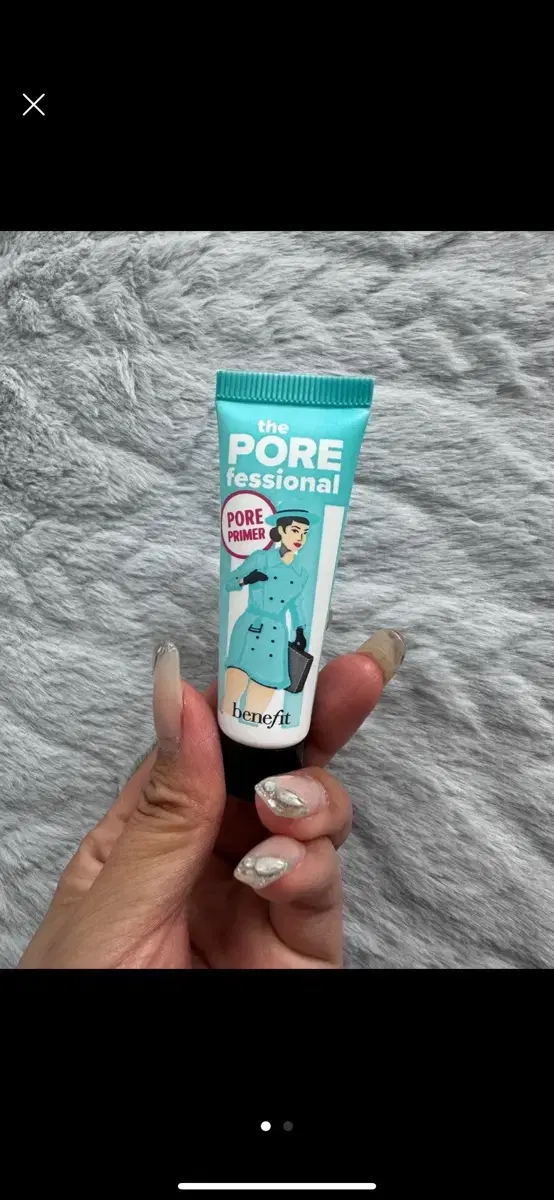 the
PORE
fessional
PORE
PRIMER
benefit